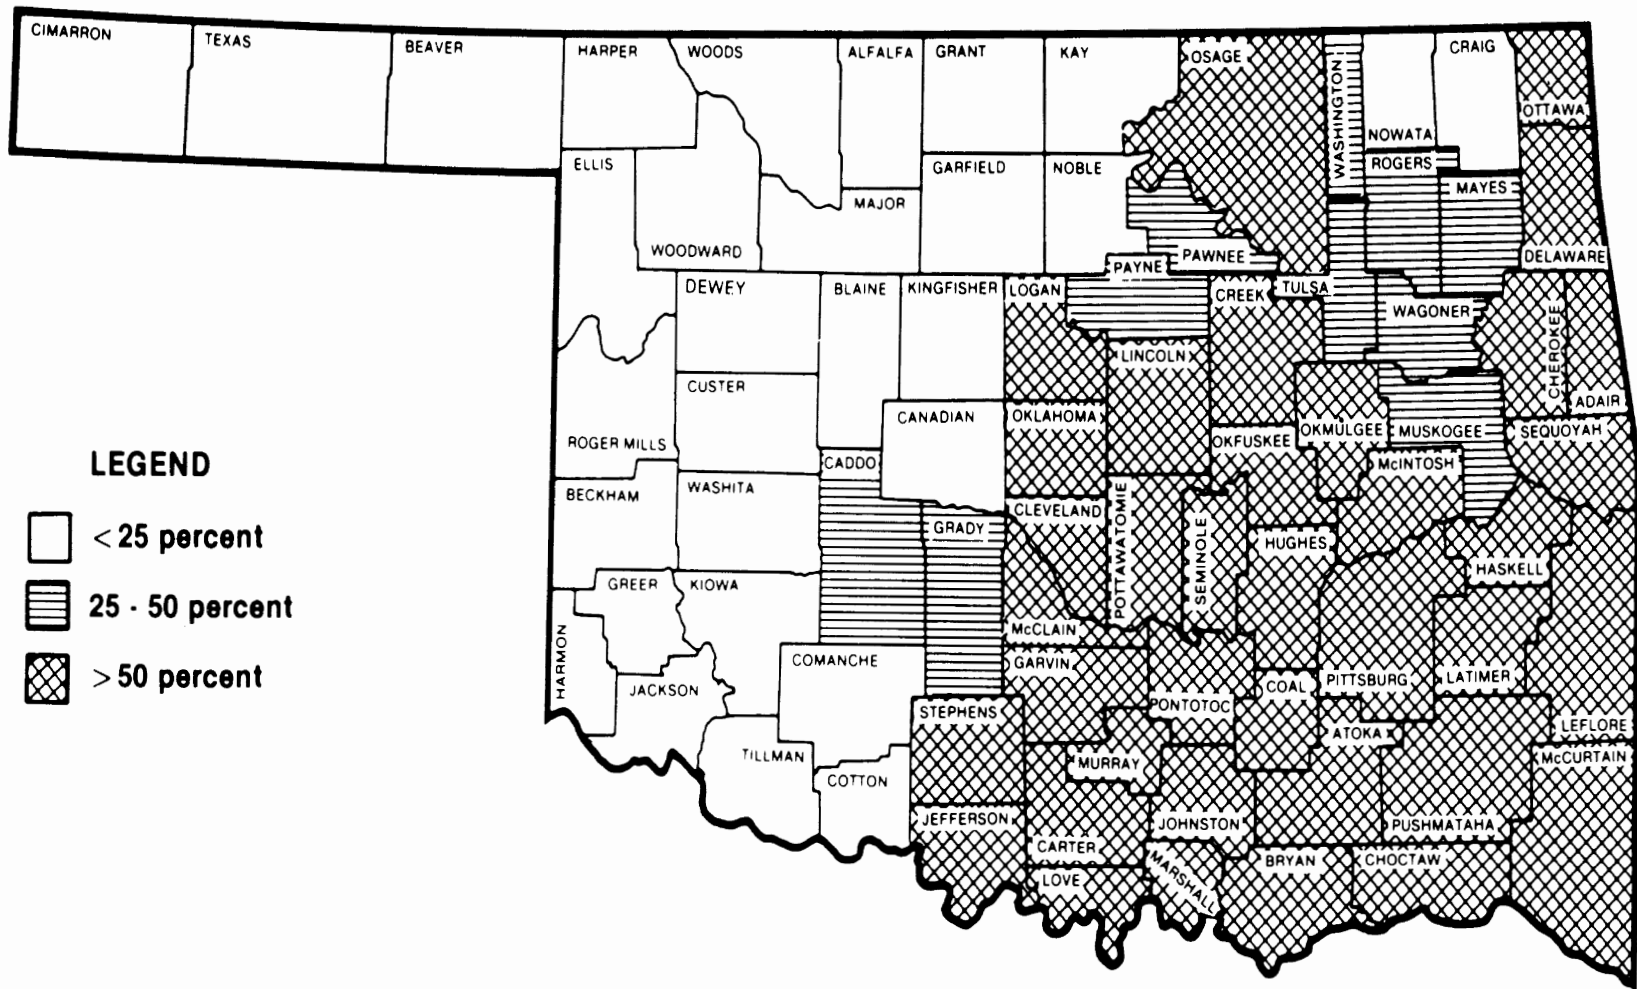 CIMARRON
TEXAS
BEAVER
HARPER
WOODS
ALFALFA
GRANT
KAY
OSAGE
WASHINGTON
NOWATA
CRAIG
OTTAWA
ELLIS
WOODWARD
MAJOR
GARFIELD
NOBLE
PAWNEE
ROGERS
MAYES
DELAWARE
DEWEY
BLAINE
KINGFISHER
LOGAN
PAYNE
CREEK
TULSA
WAGONER
CHEROKEE
ADAIR
LINCOLN
ROGER MILLS
CUSTER
CANADIAN
OKLAHOMA
OKFUSKEE
OKMULGEE
MUSKOGEE
SEQUOYAH
McINTOSH
BECKHAM
WASHITA
CADDO
GRADY
CLEVELAND
POTTAWATOMIE
SEMINOLE
HUGHES
HASKELL
HARMON
GREER
KIOWA
McCLAIN
JACKSON
COMANCHE
GARVIN
PONTOTOC
COAL
PITTSBURG
LATIMER
LEFLORE
TILLMAN
COTTON
STEPHENS
MURRAY
ATOKA
McCURTAIN
JEFFERSON
CARTER
JOHNSTON
PUSHMATAHA
LOVE
MARSHALL
BRYAN
CHOCTAW
LEGEND
< 25 percent
25 - 50 percent
> 50 percent